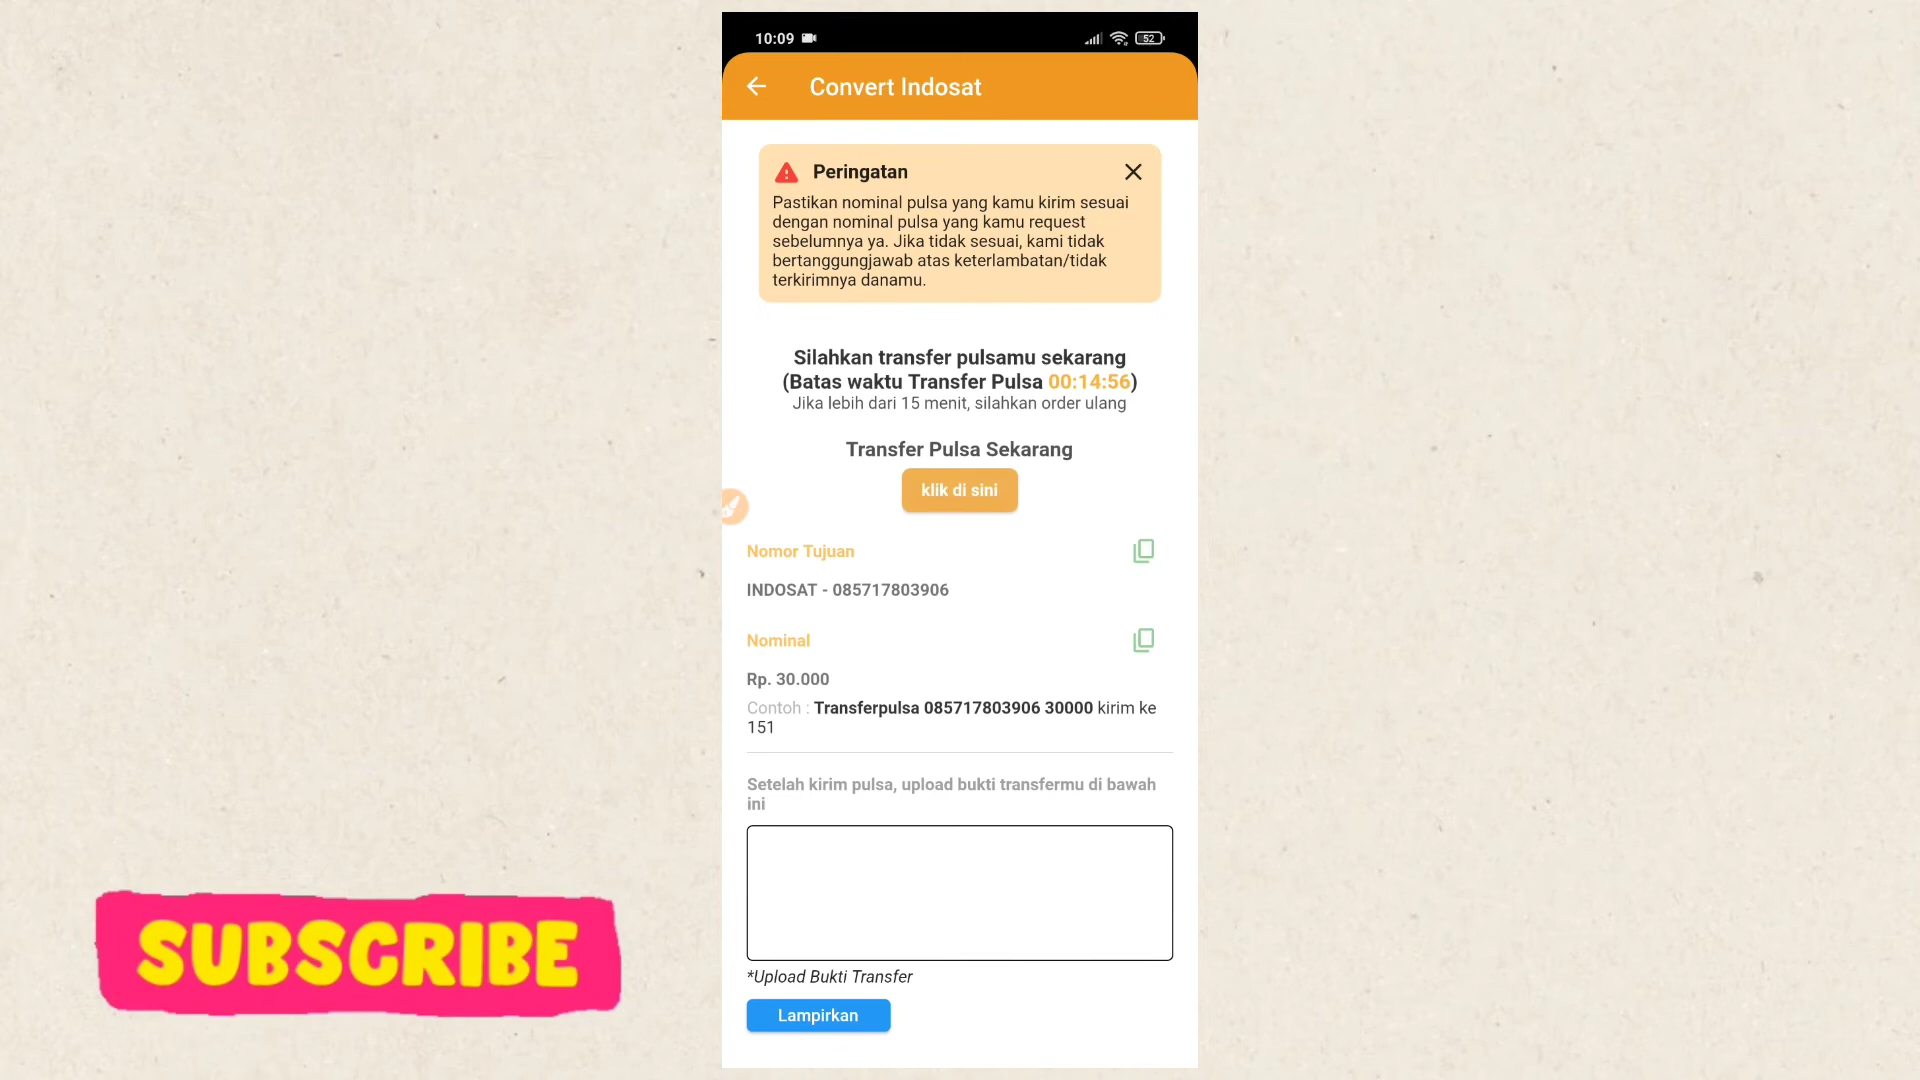 10:09
52
Convert Indosat
Peringatan
Pastikan nominal pulsa yang kamu kirim sesuai
dengan nominal pulsa yang kamu request
sebelumnya ya. Jika tidak sesuai, kami tidak
bertanggungjawab atas keterlambatan/tidak
terkirimnya danamu.
Silahkan transfer pulsamu sekarang
(Batas waktu Transfer Pulsa 00:14:56)
Jika lebih dari 15 menit, silahkan order ulang
Transfer Pulsa Sekarang
klik di sini
Nomor Tujuan
INDOSAT - 085717803906
Nominal
Rp. 30.000
Contoh : Transferpulsa 085717803906 30000 kirim ke
151
Setelah kirim pulsa, upload bukti transfermu di bawah
ini
*Upload Bukti Transfer
Lampirkan
SUBSCRIBE